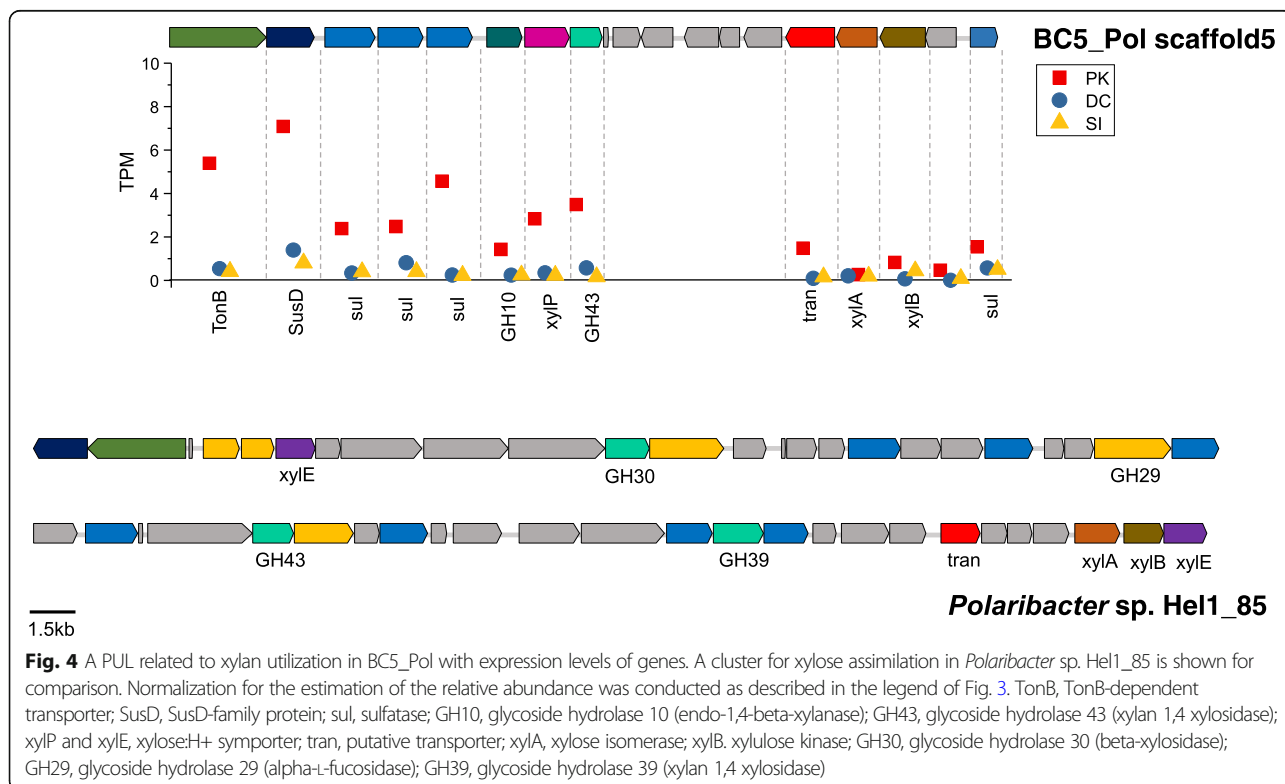 BC5_Pol scaffold5
PK
DC
SI
10
8
6
4
2
0
TPM
TonB
SusD
sul
sul
sul
GH10
xylP
GH43
tran
xylA
xylB
sul
xylE
GH30
GH29
GH43
GH39
tran
xylA
xylB
xylE
1.5kb
Polaribacter sp. Hel1_85
Fig. 4 A PUL related to xylan utilization in BC5_Pol with expression levels of genes. A cluster for xylose assimilation in Polaribacter sp. Hel1_85 is shown for
comparison. Normalization for the estimation of the relative abundance was conducted as described in the legend of Fig. 3. TonB, TonB-dependent
transporter; SusD, SusD-family protein; sul, sulfatase; GH10, glycoside hydrolase 10 (endo-1,4-beta-xylanase); GH43, glycoside hydrolase 43 (xylan 1,4 xylosidase);
xylP and xylE, xylose:H+ symporter; tran, putative transporter; xylA, xylose isomerase; xylB. xylulose kinase; GH30, glycoside hydrolase 30 (beta-xylosidase);
GH29, glycoside hydrolase 29 (alpha-L-fucosidase); GH39, glycoside hydrolase 39 (xylan 1,4 xylosidase)